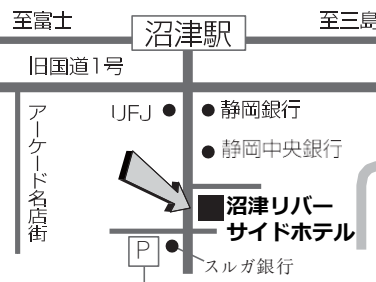 至富士
沼津駅
至三島
旧国道1号
アーケード名店街
UFJ
静岡銀行
静岡中央銀行
沼津リバー
サイドホテル
P
スルガ銀行